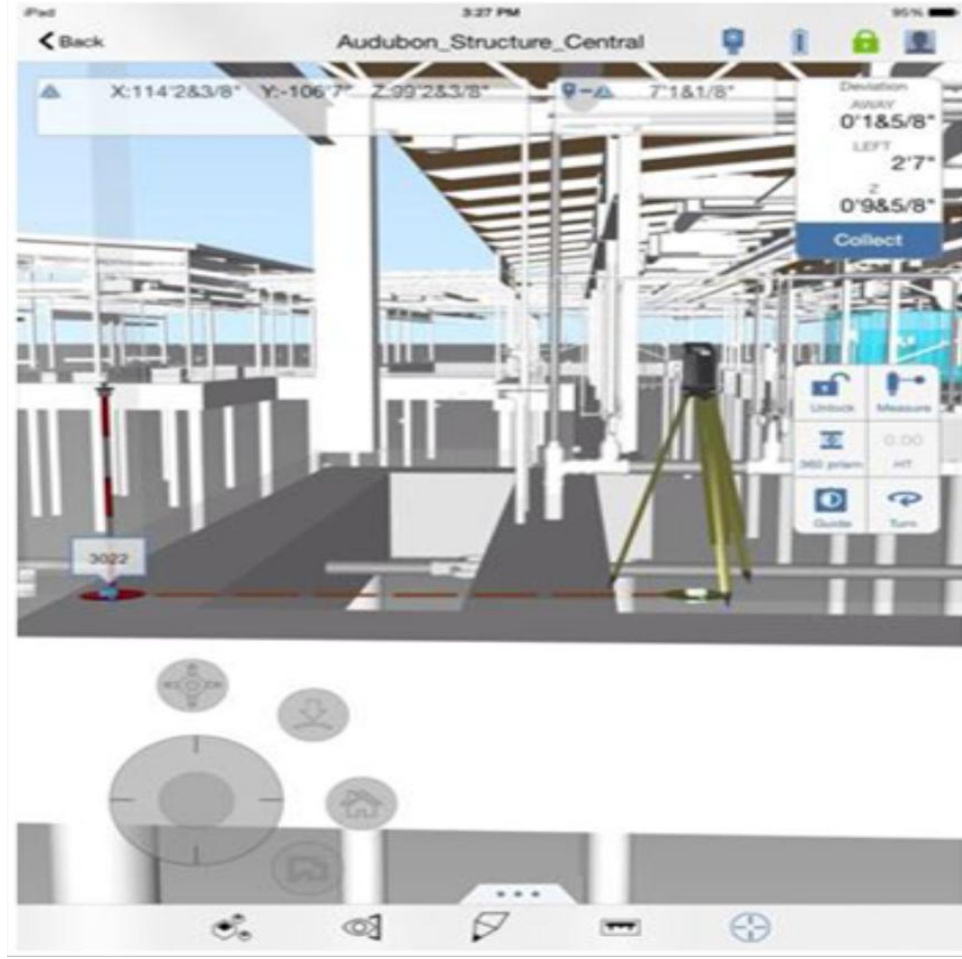 iPad 3:27 PM 95%
Back Audubon_Structure_Central
X:114'2&3/8" Y:-106'7" Z:99'2&3/8" 7'1&1/8"
Deviation
AWAY
0'1&5/8"
LEFT
2'7"
Z
0'9&5/8"
Collect
Unlock Measure
0.00
360 prism HT
Guide Turn
3022